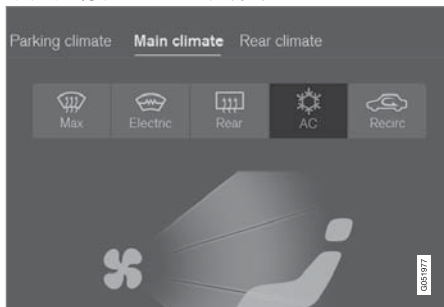 Parking climate Main climate Rear climate
Max Electric Rear AC Recirc
G051977